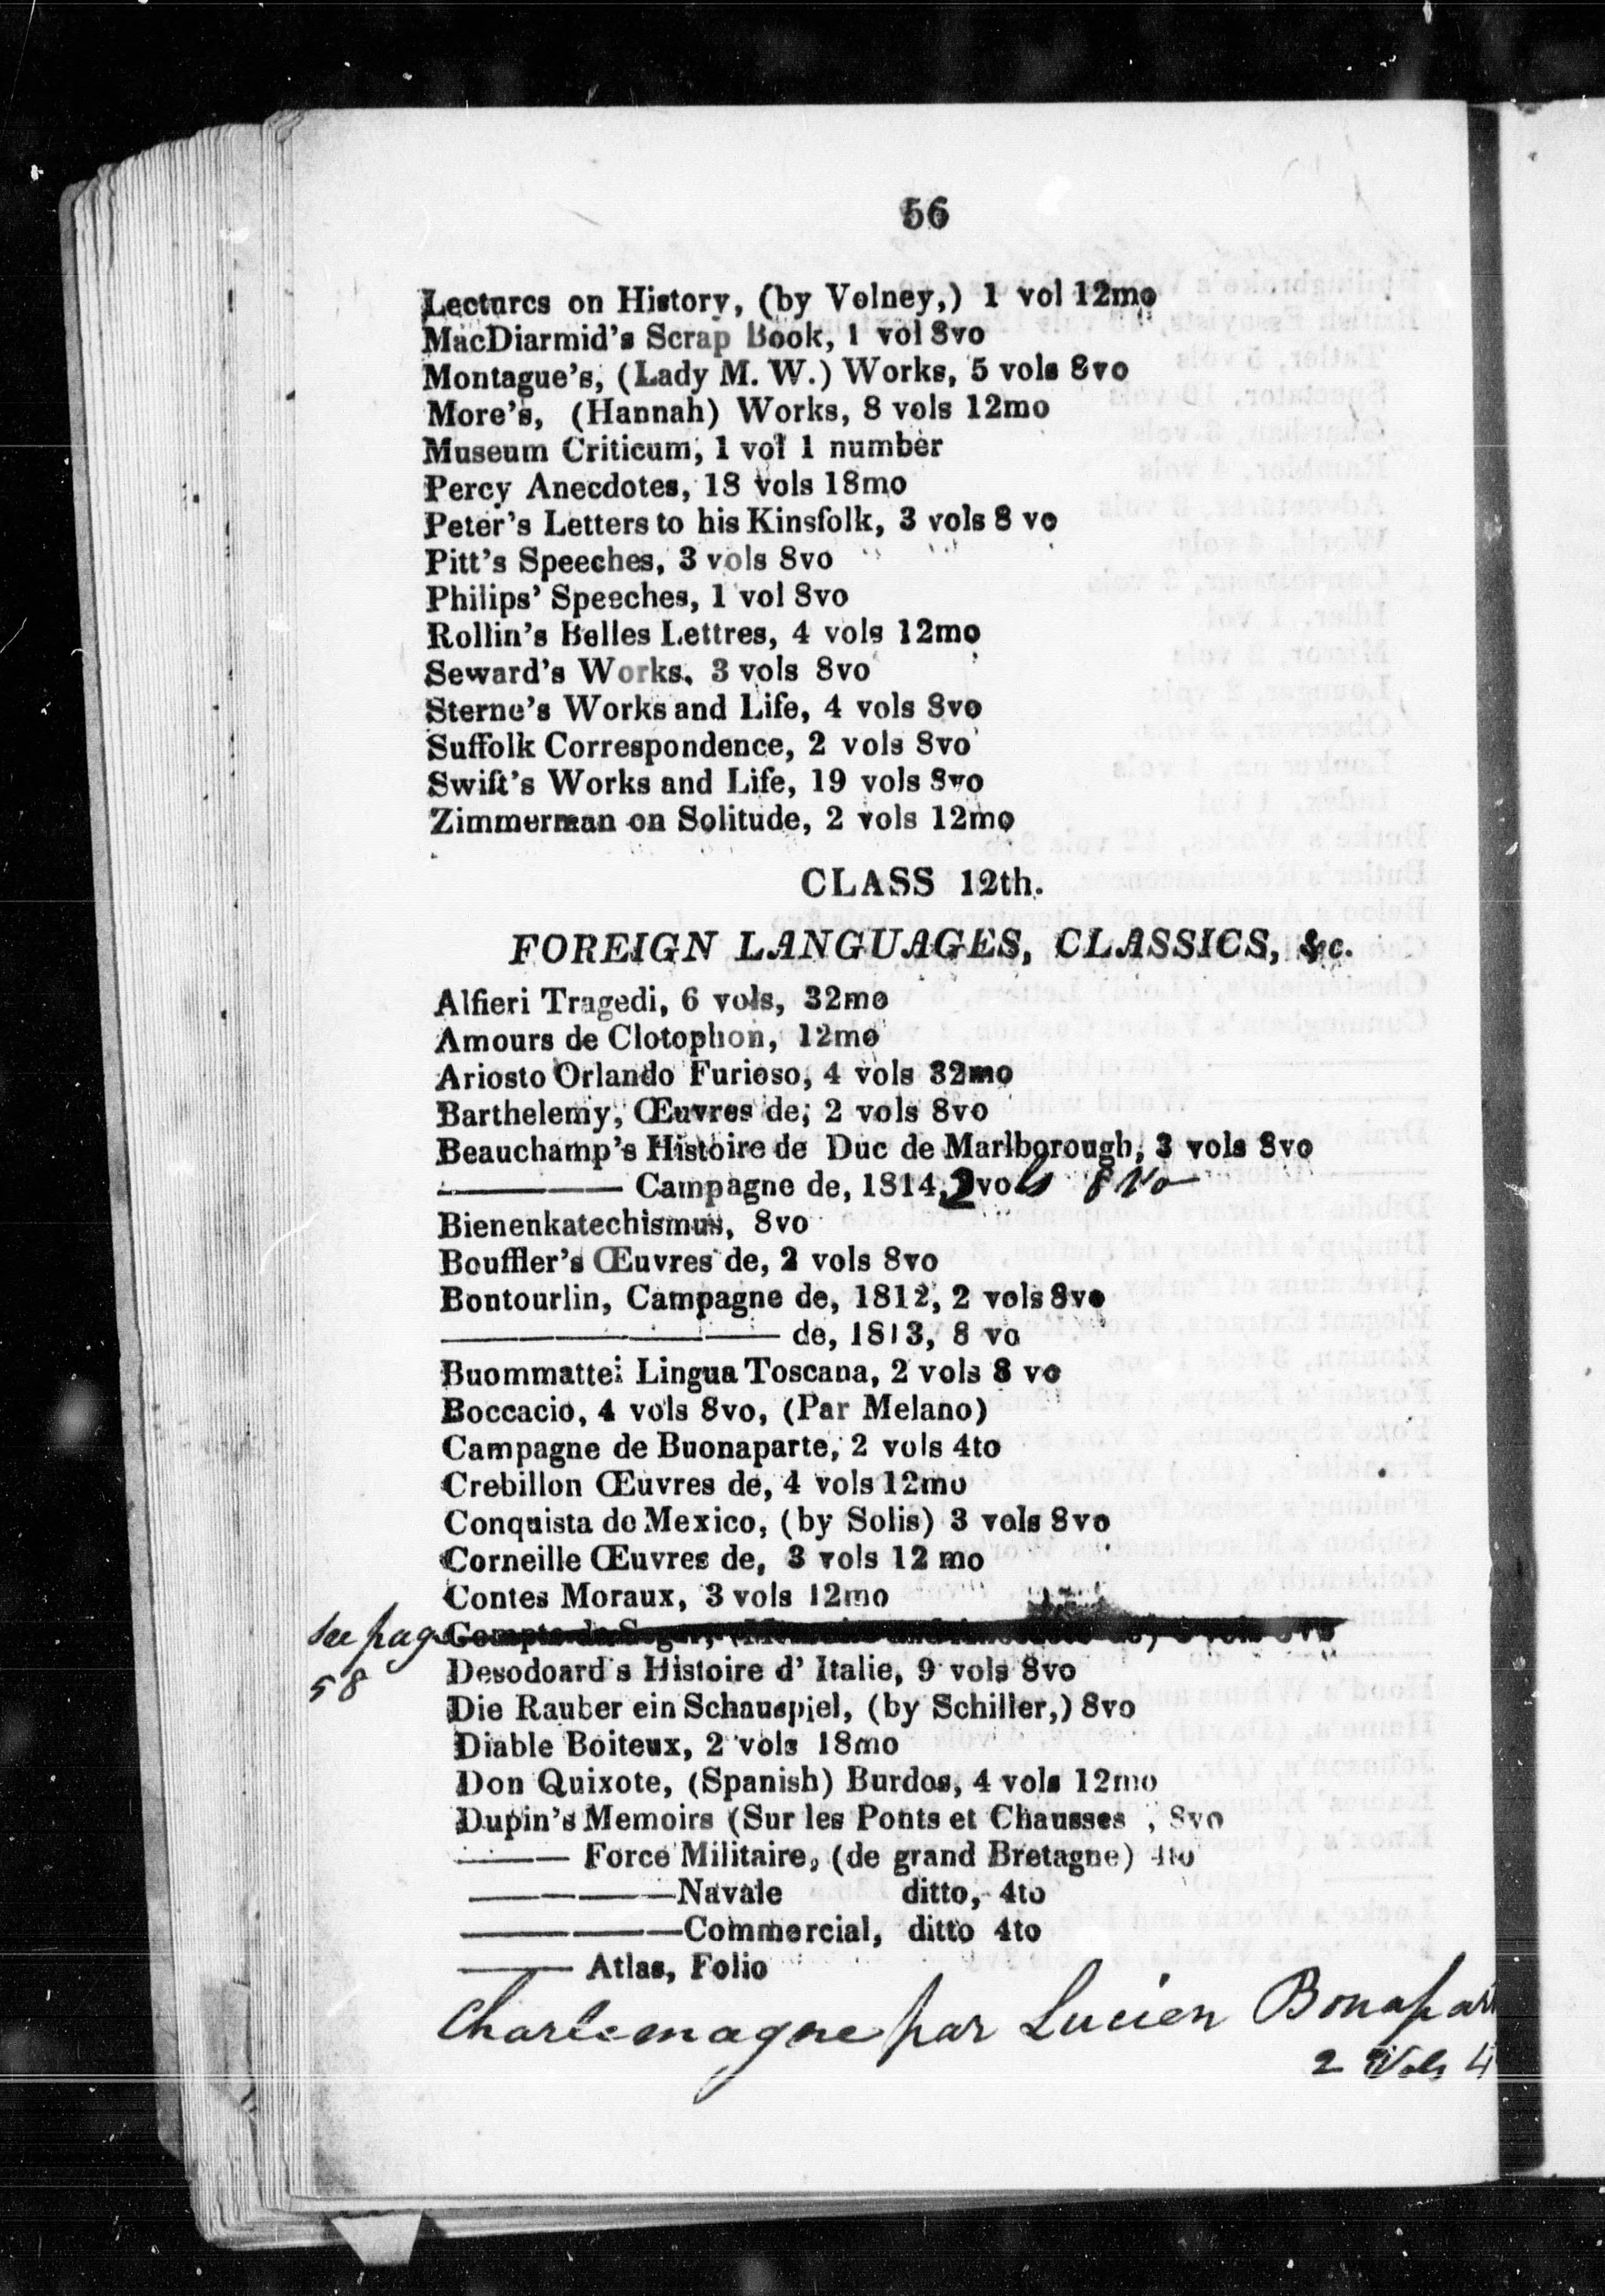 56
Lectures on History, (by Volney,) 1 vol 12mo
MacDiarmid's Scrap Book, 1 vol 8vo
Montague's, (Lady M. W.) Works, 5 vols 8vo
More's, (Hannah) Works, 8 vols 12mo
Museum Criticum, 1 vol 1 number
Percy Anecdotes, 18 vols 18mo
Peter's Letters to his Kinsfolk, 3 vols 8 vo
Pitt's Speeches, 3 vols 8vo
Philips' Speeches, 1 vol 8vo
Rollin's Belles Lettres, 4 vols 12mo
Seward's Works, 3 vols 8vo
Sterne's Works and Life, 4 vols 8vo
Suffolk Correspondence, 2 vols 8vo
Swift's Works and Life, 19 vols 8vo
Zimmerman on Solitude, 2 vols 12mo
CLASS 12th.
FOREIGN LANGUAGES, CLASSICS, &c.
Alfieri Tragedi, 6 vols, 32mo
Amours de Clotophon, 12mo
Ariosto Orlando Furioso, 4 vols 32mo
Barthelemy, Œuvres de, 2 vols 8vo
Beauchamp's Histoire de Duc de Marlborough, 3 vols 8vo
——— Campagne de, 1814, 2 vols 8vo
Bienenkatechismus, 8vo
Bouffler's Œuvres de, 2 vols 8vo
Bontourlin, Campagne de, 1812, 2 vols 8vo
——— de, 1813, 8 vo
Buommattei Lingua Toscana, 2 vols 8 vo
Boccacio, 4 vols 8vo, (Par Melano)
Campagne de Buonaparte, 2 vols 4to
Crebillon Œuvres de, 4 vols 12mo
Conquista do Mexico, (by Solis) 3 vols 8vo
Corneille Œuvres de, 3 vols 12 mo
Contes Moraux, 3 vols 12mo
see page
58
Desodoard's Histoire d' Italie, 9 vols 8vo
Die Rauber ein Schauspiel, (by Schiller,) 8vo
Diable Boiteux, 2 vols 18mo
Don Quixote, (Spanish) Burdos, 4 vols 12mo
Dupin's Memoirs (Sur les Ponts et Chausses , 8vo
——— Force Militaire, (de grand Bretagne) 4to
——— Navale ditto, 4to
——— Commercial, ditto 4to
——— Atlas, Folio
Charlemagne par Lucien Bonapar
2 Vols 4